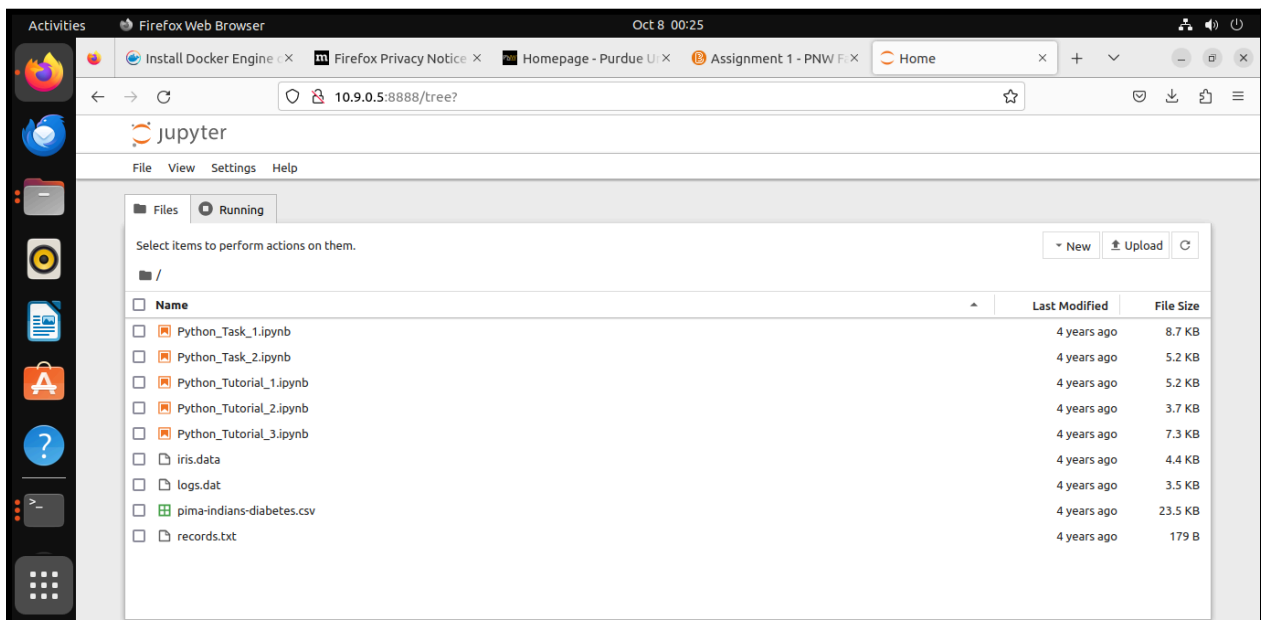 Activities Firefox Web Browser Oct 8 00:25
Install Docker Engine Firefox Privacy Notice Homepage - Purdue U Assignment 1 - PNW Home
10.9.0.5:8888/tree?
jupyter
File View Settings Help
Files Running
Select items to perform actions on them. New Upload
/
Name Last Modified File Size
Python_Task_1.ipynb 4 years ago 8.7 KB
Python_Task_2.ipynb 4 years ago 5.2 KB
Python_Tutorial_1.ipynb 4 years ago 5.2 KB
Python_Tutorial_2.ipynb 4 years ago 3.7 KB
Python_Tutorial_3.ipynb 4 years ago 7.3 KB
iris.data 4 years ago 4.4 KB
logs.dat 4 years ago 3.5 KB
pima-indians-diabetes.csv 4 years ago 23.5 KB
records.txt 4 years ago 179 B